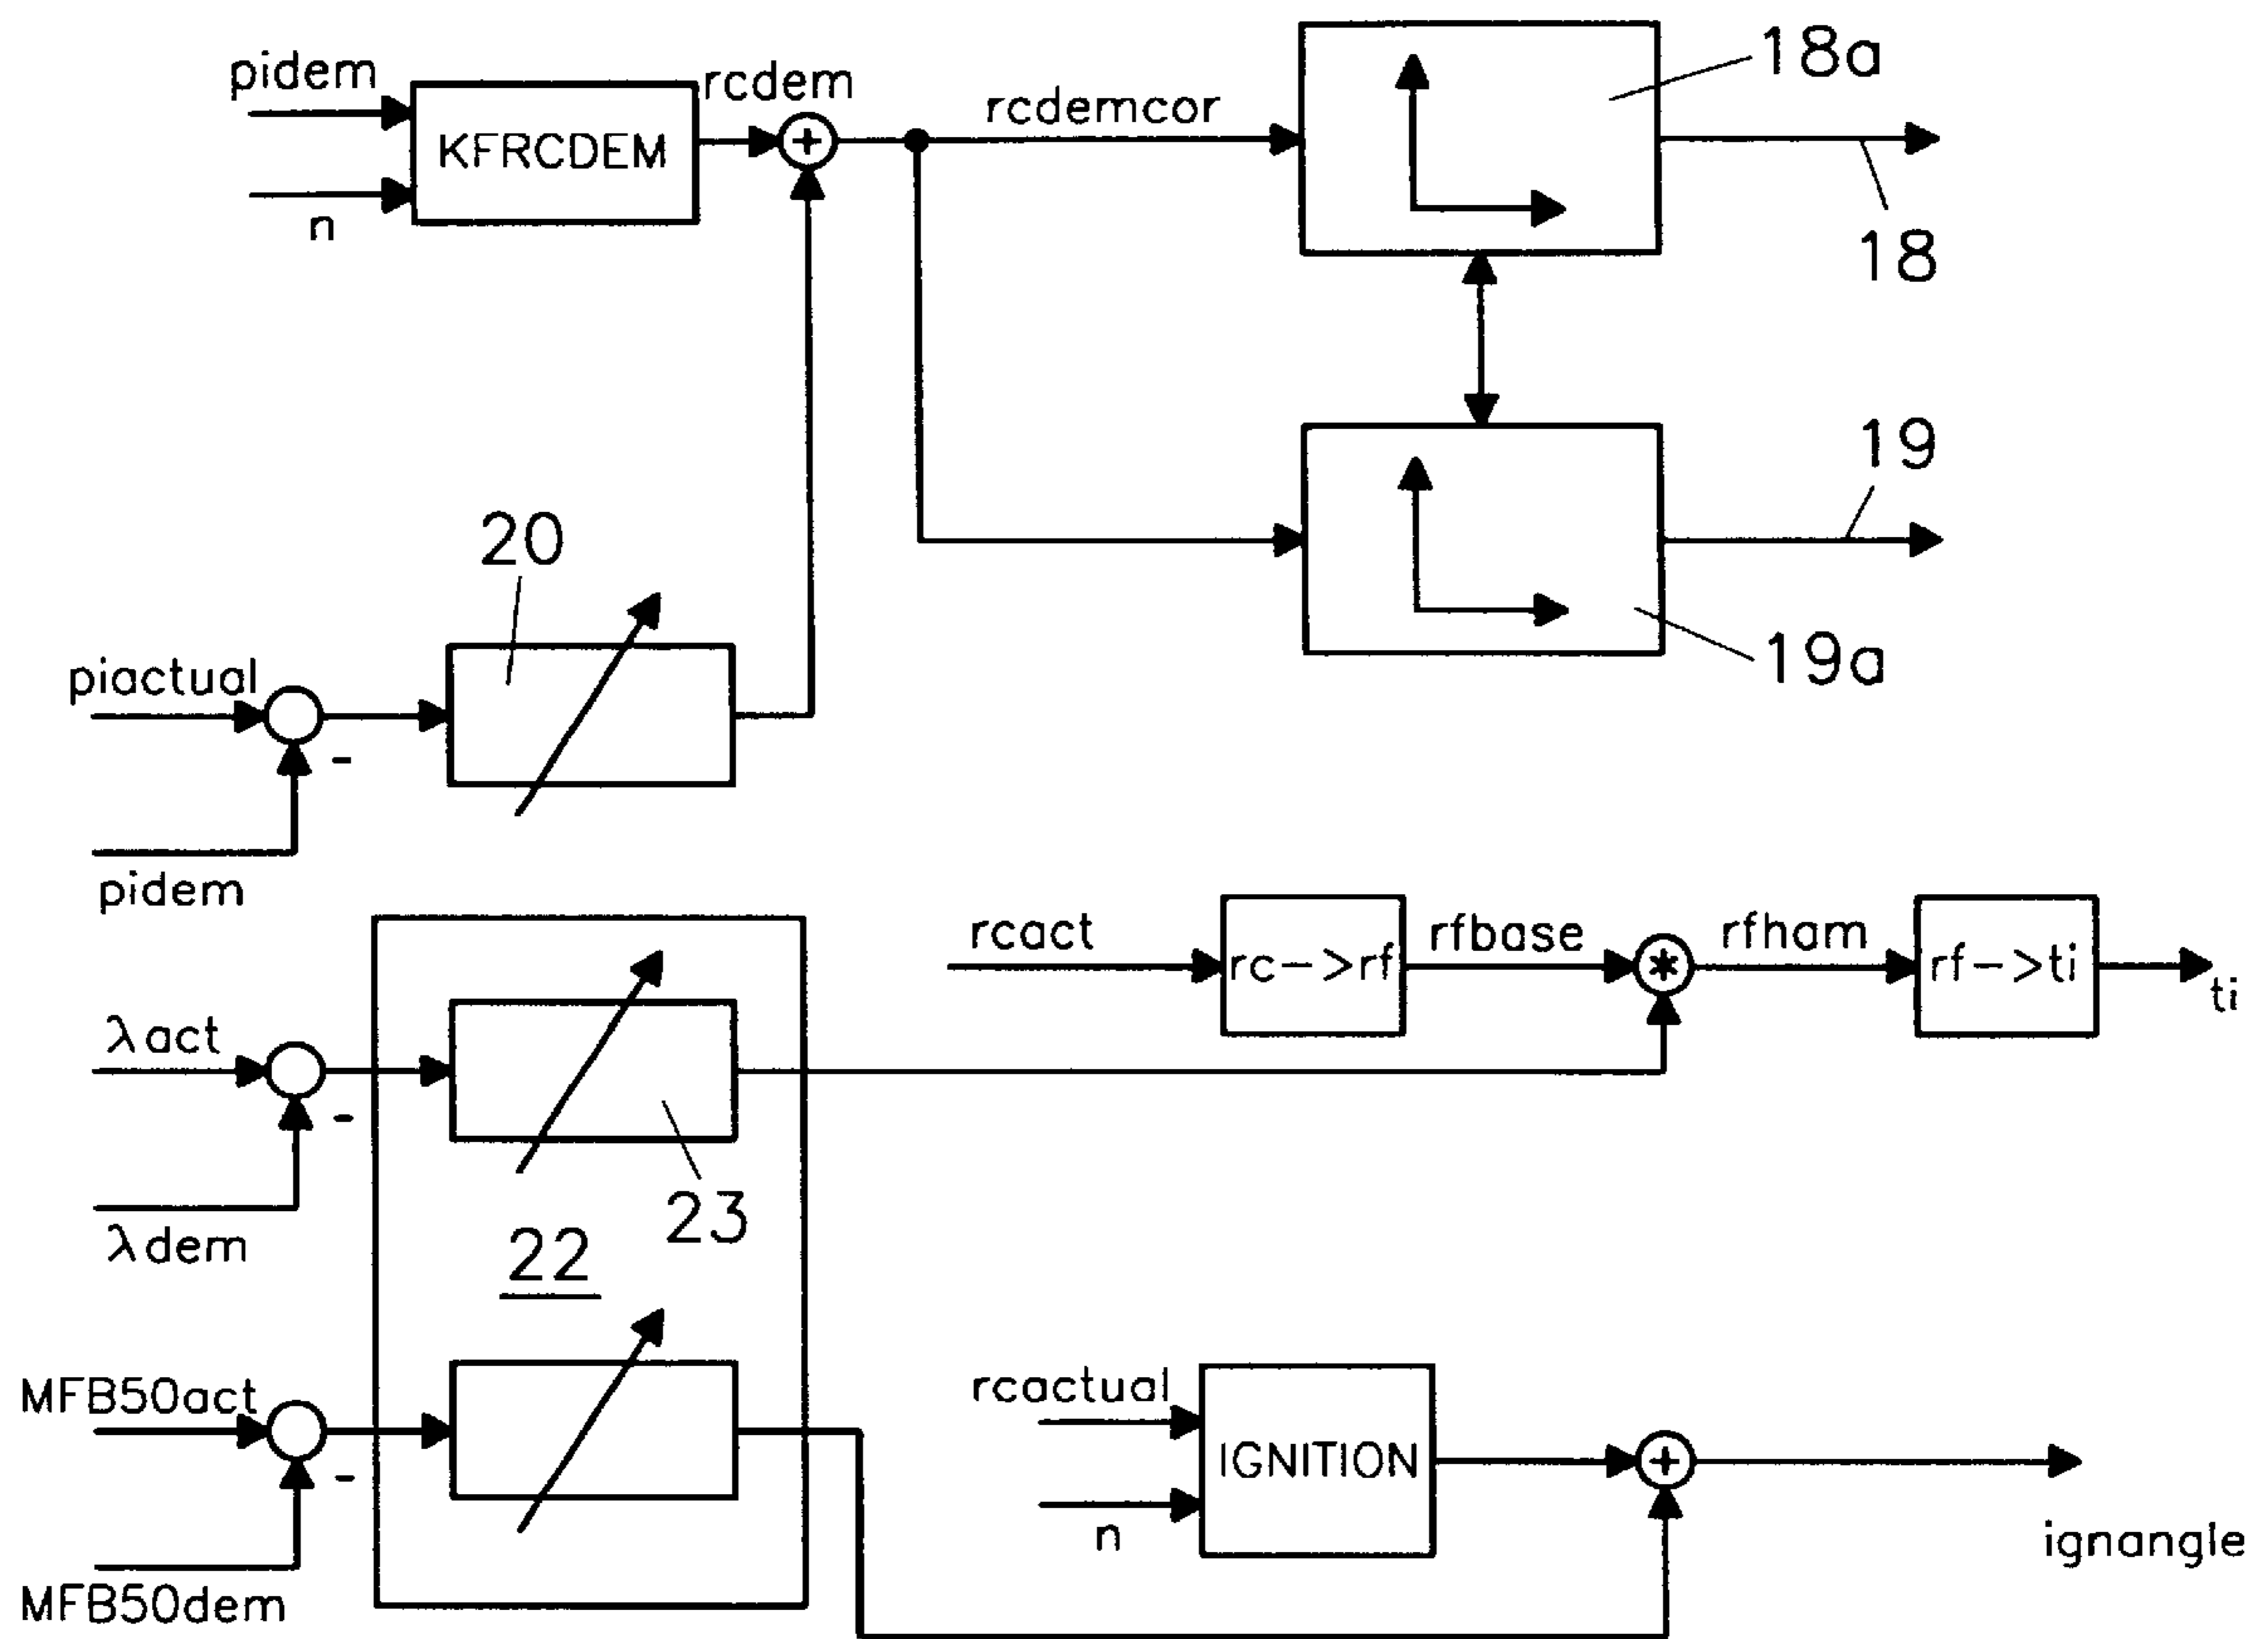 pidem
n
KFRCDEM
rcdem
+
rcdemcor
18a
18
19
19a
20
piactual
-
pidem
rcact
rc->rf
rfbase
*
rfham
rf->ti
ti
λact
-
λdem
23
22
MFB50act
-
MFB50dem
rcactual
n
IGNITION
+
ignangle